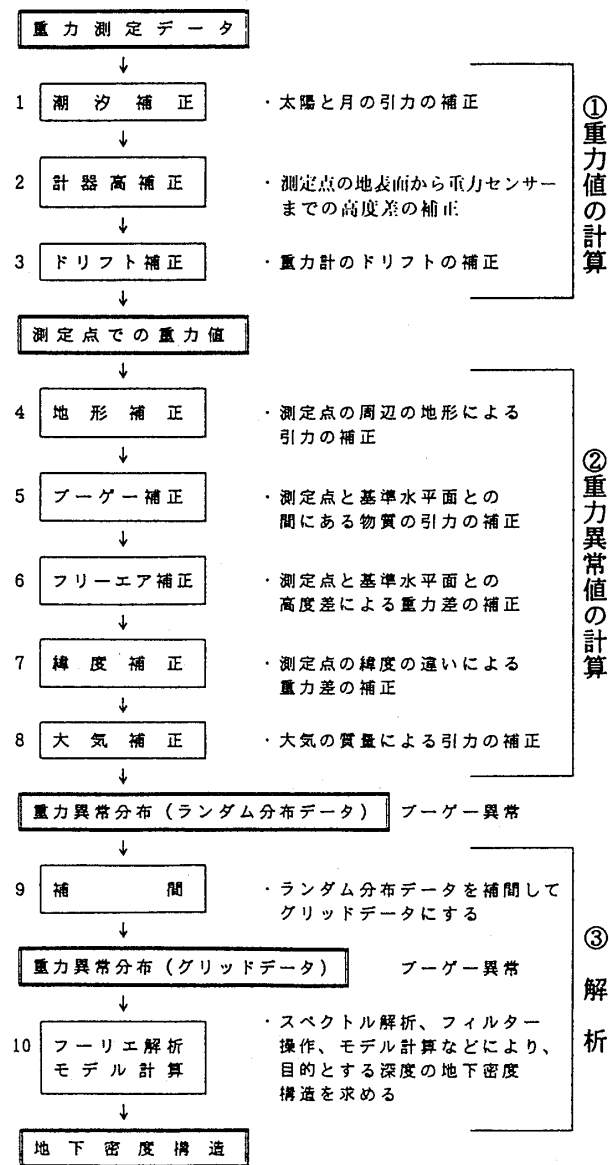 重力測定データ
↓
1 潮汐補正 ・太陽と月の引力の補正
↓
2 計器高補正 ・測定点の地表面から重力センサー
までの高度差の補正
↓
3 ドリフト補正 ・重力計のドリフトの補正
①重力値の計算
↓
測定点での重力値
↓
4 地形補正 ・測定点の周辺の地形による
引力の補正
↓
5 ブーゲー補正 ・測定点と基準水平面との
間にある物質の引力の補正
↓
6 フリーエア補正 ・測定点と基準水平面との
高度差による重力差の補正
↓
7 緯度補正 ・測定点の緯度の違いによる
重力差の補正
↓
8 大気補正 ・大気の質量による引力の補正
②重力異常値の計算
↓
重力異常分布(ランダム分布データ) ブーゲー異常
↓
9 補間 ・ランダム分布データを補間して
グリッドデータにする
↓
重力異常分布(グリッドデータ) ブーゲー異常
↓
10 フーリエ解析
モデル計算
・スペクトル解析、フィルター
操作、モデル計算などにより、
目的とする深度の地下密度
構造を求める
③解析
↓
地下密度構造